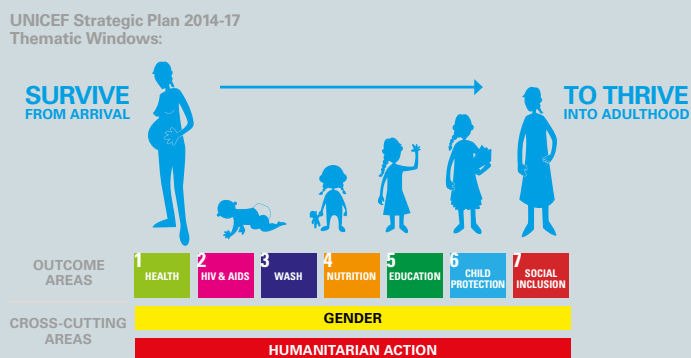 UNICEF Strategic Plan 2014-17
Thematic Windows:
SURVIVE
FROM ARRIVAL
TO THRIVE
INTO ADULTHOOD
OUTCOME
AREAS
1
HEALTH
2
HIV & AIDS
3
WASH
4
NUTRITION
5
EDUCATION
6
CHILD
PROTECTION
7
SOCIAL
INCLUSION
CROSS-CUTTING
AREAS
GENDER
HUMANITARIAN ACTION